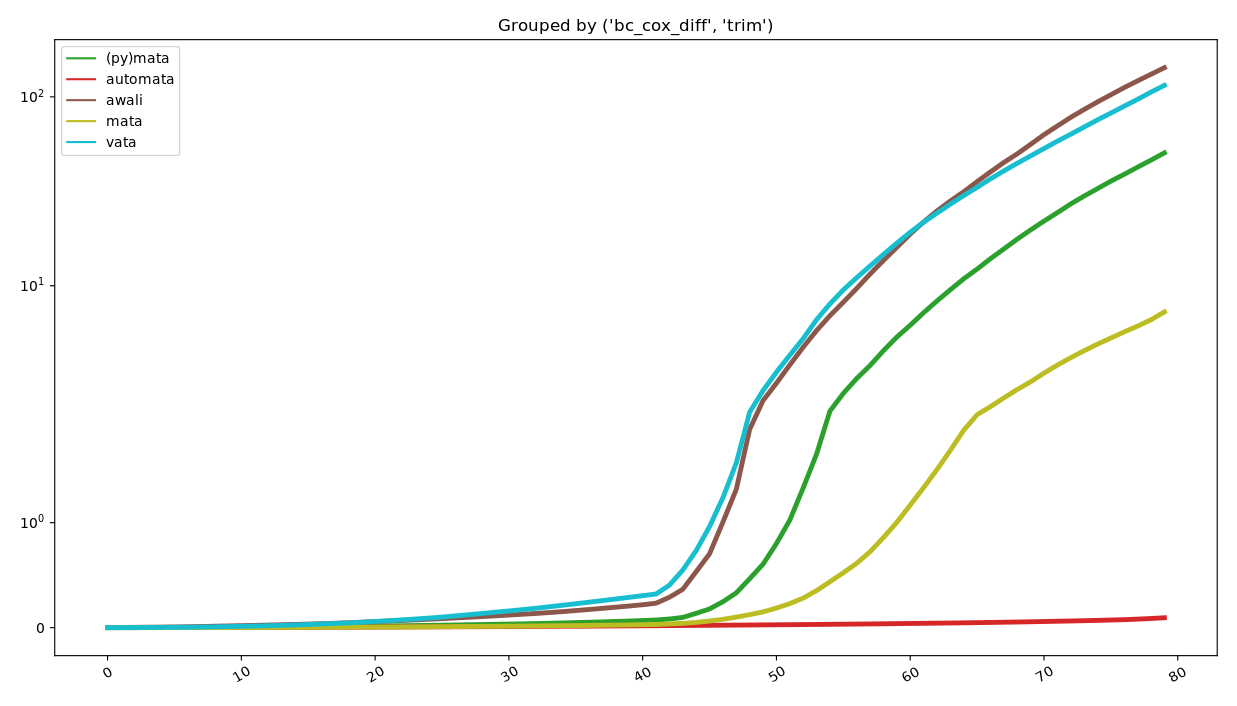 Grouped by ('bc_cox_diff', 'trim')
(py)mata
automata
awali
mata
vata
10²
10¹
10⁰
0
0 10 20 30 40 50 60 70 80